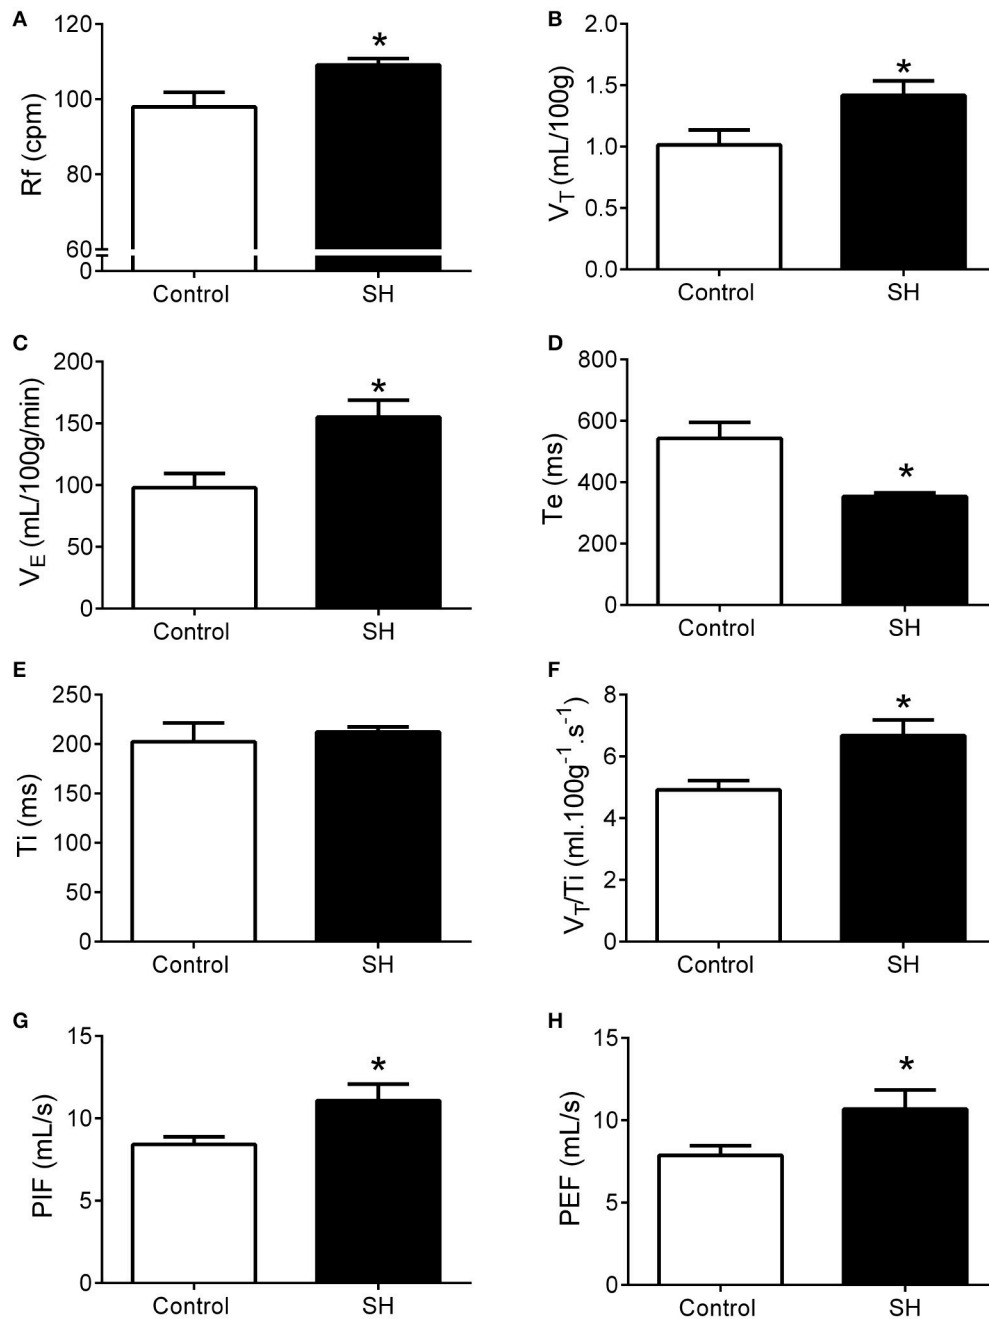 A
Rf (cpm)
120
100
80
60
0
*
Control
SH
B
V_T (mL/100g)
2.0
1.5
1.0
0.5
0.0
*
Control
SH
C
V_E (mL/100g/min)
200
150
100
50
0
*
Control
SH
D
Te (ms)
800
600
400
200
0
*
Control
SH
E
Ti (ms)
250
200
150
100
50
0
Control
SH
F
V_T/Ti (ml.100g⁻¹.s⁻¹)
8
6
4
2
0
*
Control
SH
G
PIF (mL/s)
15
10
5
0
*
Control
SH
H
PEF (mL/s)
15
10
5
0
*
Control
SH